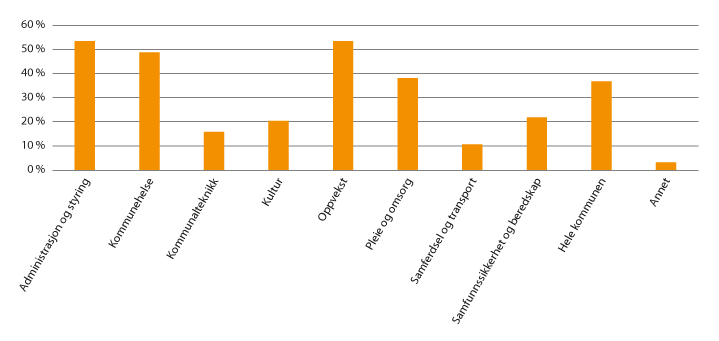 60 %
50 %
40 %
30 %
20 %
10 %
0 %
Administrasjon og styring
Kommunehelse
Kommunalteknikk
Kultur
Oppvekst
Pleie og omsorg
Samferdsel og transport
Samfunnssikkerhet og beredskap
Hele kommunen
Annet